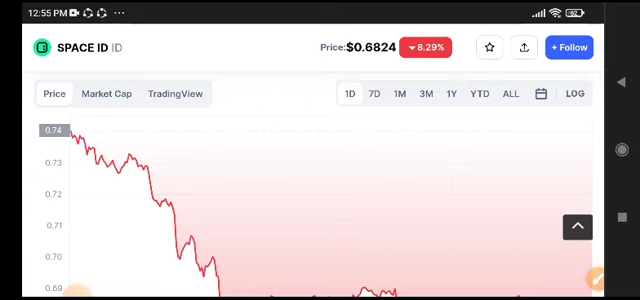 12:55 PM
62
SPACE ID ID
Price:$0.6824 8.29%
+ Follow
Price Market Cap TradingView
1D 7D 1M 3M 1Y YTD ALL LOG
0.74
0.73
0.72
0.71
0.70
0.69